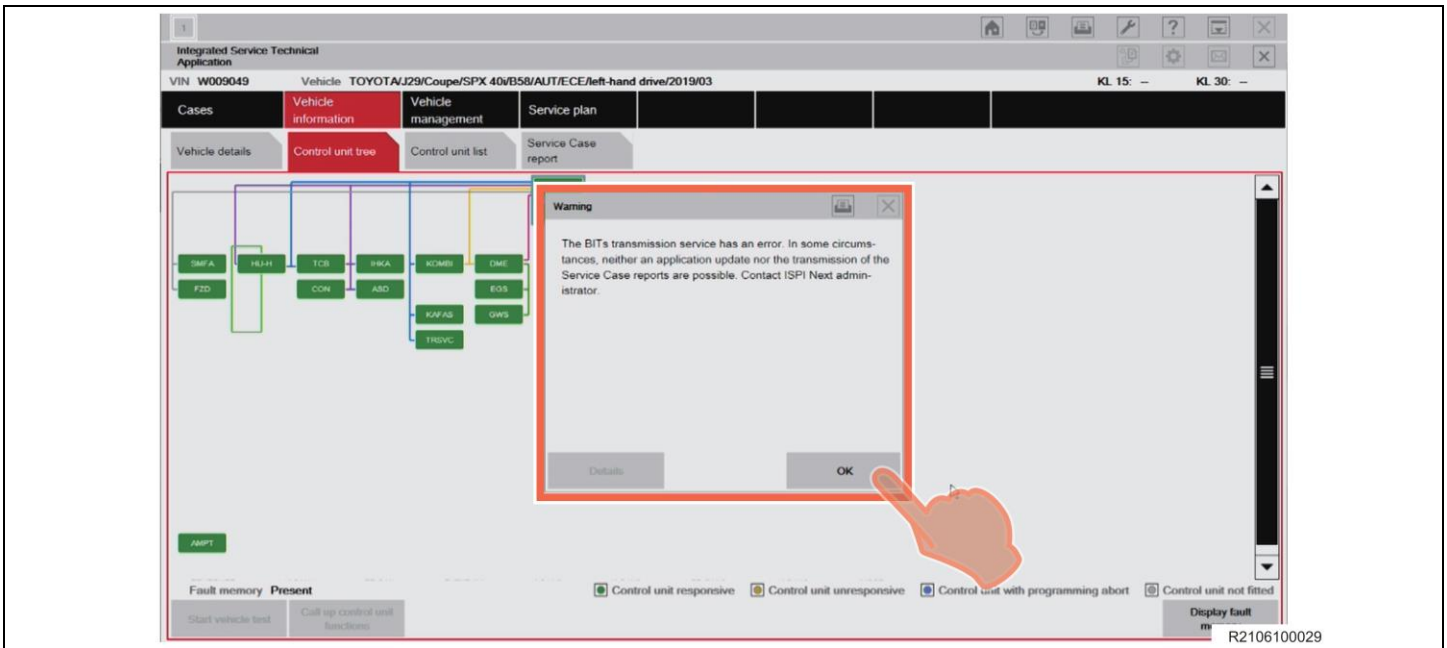 1
Integrated Service Technical
Application
VIN W009049 Vehicle TOYOTA/J29/Coupe/SPX 40i/B58/AUT/ECE/left-hand drive/2019/03 KL 15: – KL 30: –
Cases Vehicle information Vehicle management Service plan
Vehicle details Control unit tree Control unit list Service Case report
Warning
The BITs transmission service has an error. In some circums-
tances, neither an application update nor the transmission of the
Service Case reports are possible. Contact ISPI Next admin-
istrator.
SMFA HU-H TCB IHKA KOMBI DME
FZD CON ASD EGS
KAFAS GWS
TRSVC
Details OK
AMPT
Fault memory Present Control unit responsive Control unit unresponsive Control unit with programming abort Control unit not fitted
Start vehicle test Call up control unit functions Display fault
R2106100029